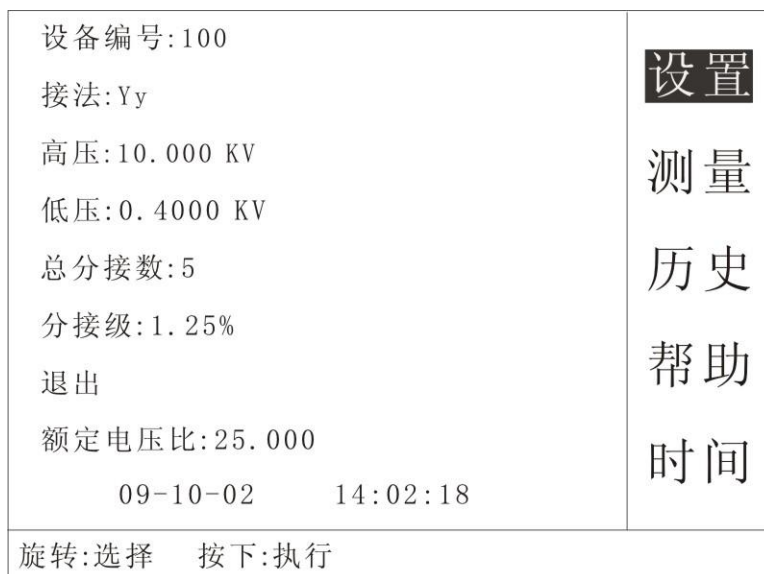 设备编号:100
接法:Yy
高压:10.000 KV
低压:0.4000 KV
总分接数:5
分接级:1.25%
退出
额定电压比:25.000
09-10-02 14:02:18
设置
测量
历史
帮助
时间
旋转:选择 按下:执行